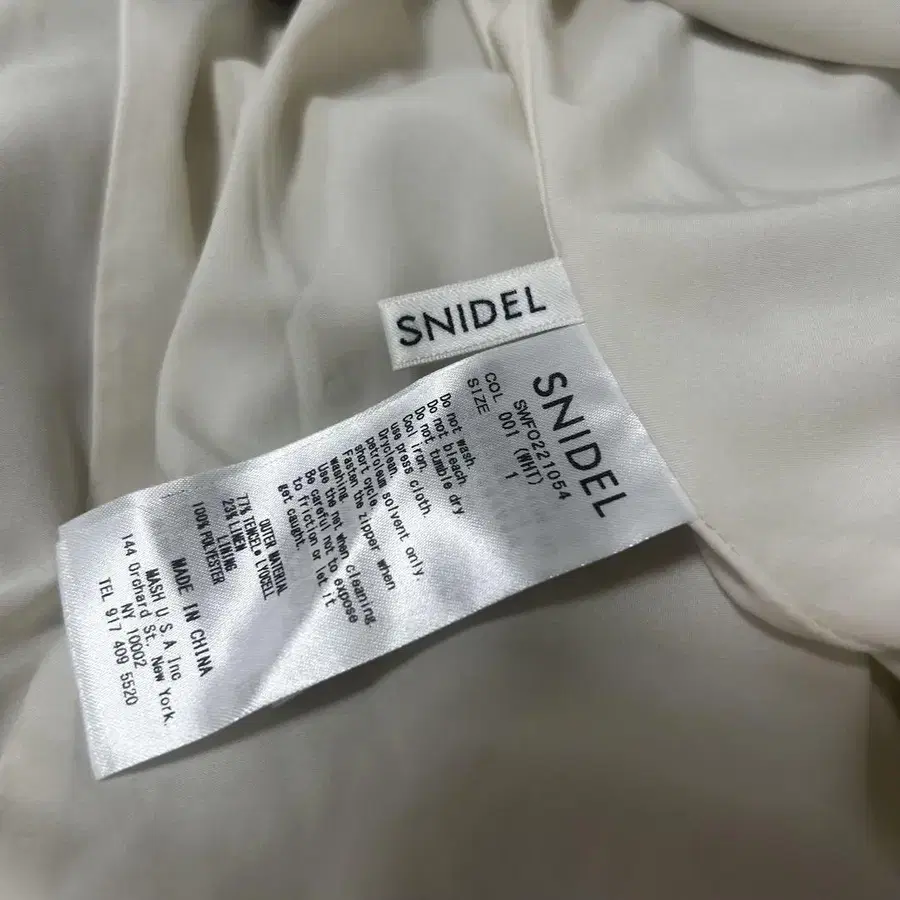 SNIDEL
SNIDEL
SWFO221054
COL 001 (WHT)
SIZE 1
Do not wash.
Do not bleach.
Do not tumble dry
Cool iron.
use press cloth.
Dryclean.
petroleum solvent only.
short cycle
Fasten the zipper when
washing.
Use the net when cleaning
Be careful not to expose
to friction or let it
get caught.
OUTER MATERIAL
77% TENCEL® LYOCELL
23% LINEN
LINING
100% POLYESTER
MADE IN CHINA
MASH U S A Inc
144 Orchard St. New York.
NY 10002
TEL 917 409 5520